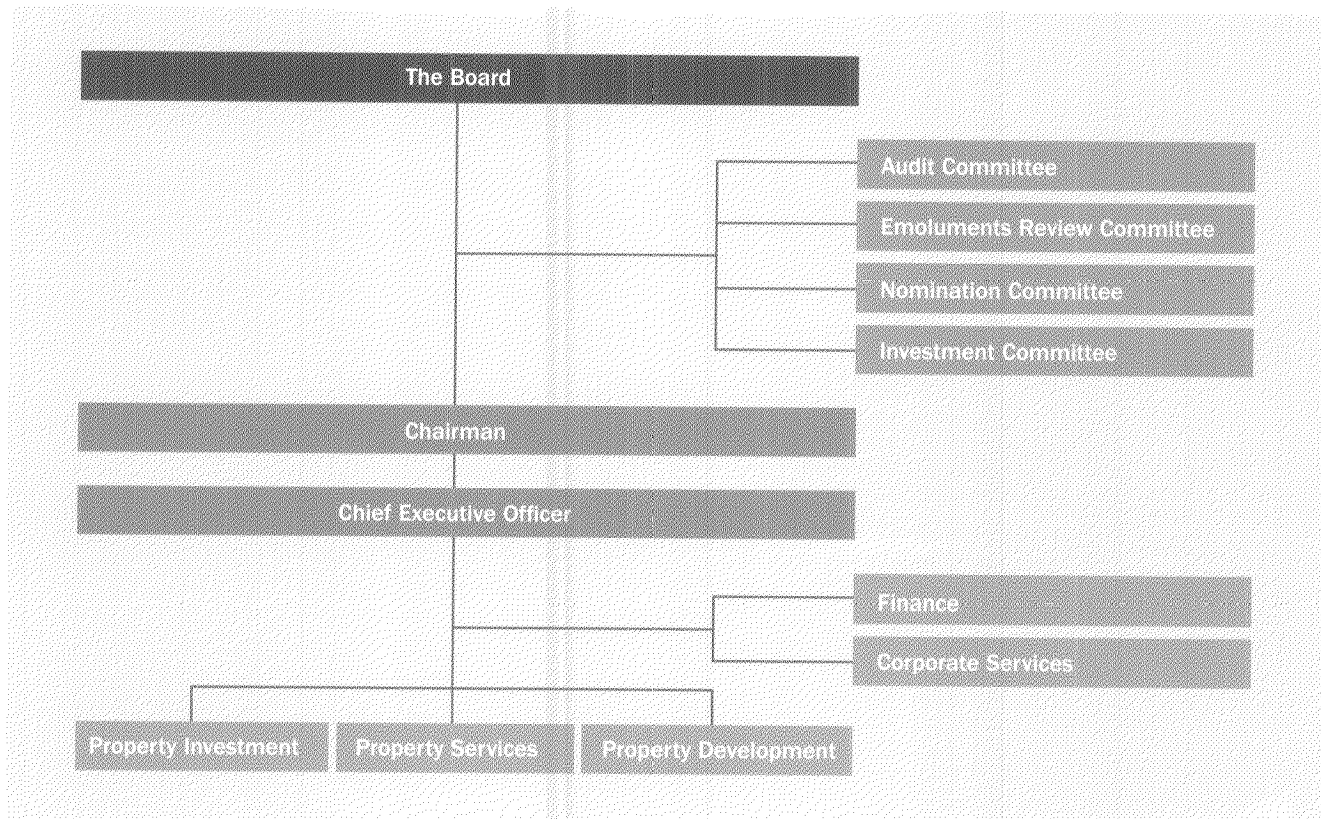 The Board
Audit Committee
Emoluments Review Committee
Nomination Committee
Investment Committee
Chairman
Chief Executive Officer
Finance
Corporate Services
Property Investment
Property Services
Property Development